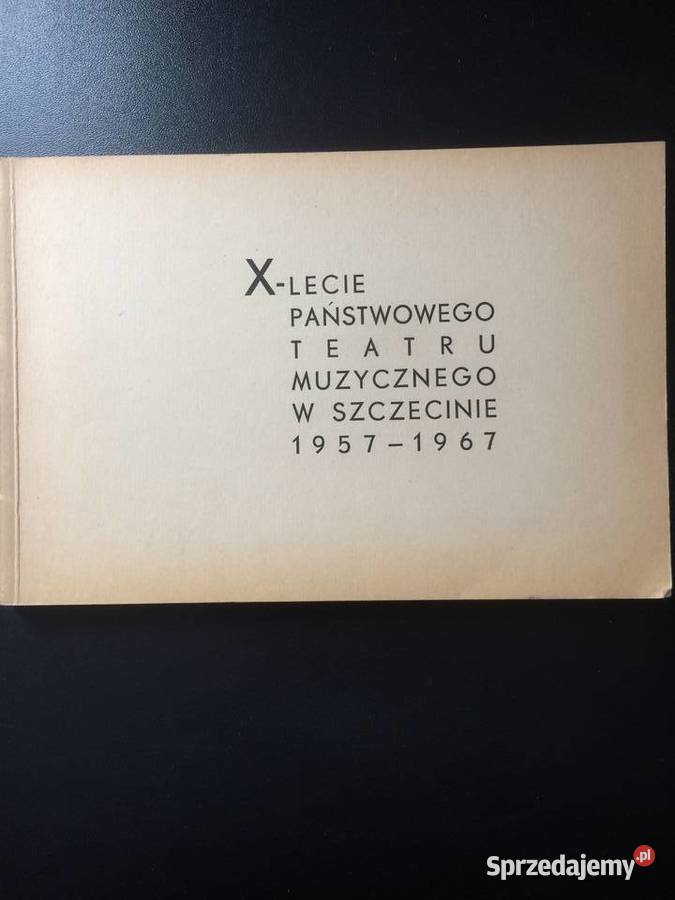 X-LECIE
PAŃSTWOWEGO
TEATRU
MUZYCZNEGO
W SZCZECINIE
1957-1967
Sprzedajemy.pl